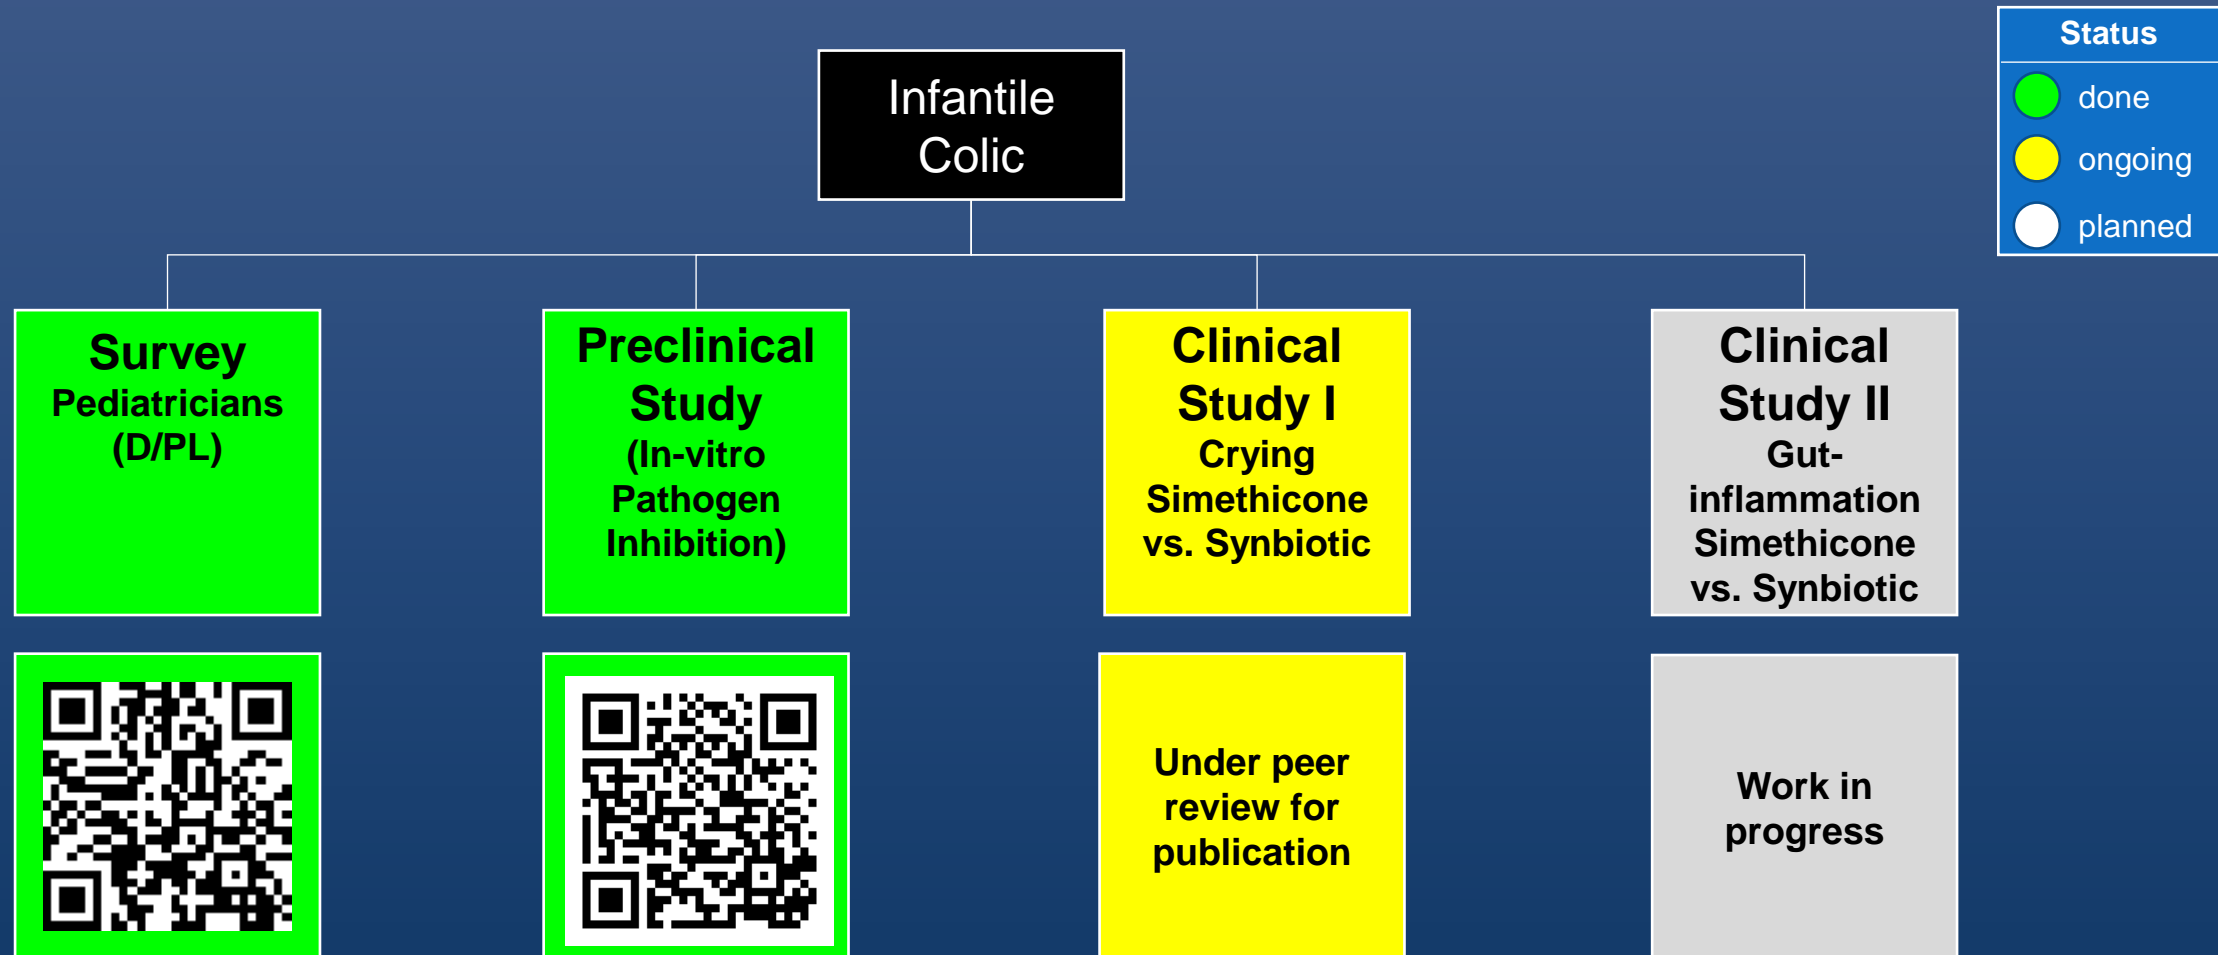 Infantile
Colic
Status
done
ongoing
planned
Survey
Pediatricians
(D/PL)
Preclinical
Study
(In-vitro
Pathogen
Inhibition)
Clinical
Study I
Crying
Simethicone
vs. Synbiotic
Clinical
Study II
Gut-
inflammation
Simethicone
vs. Synbiotic
Under peer
review for
publication
Work in
progress